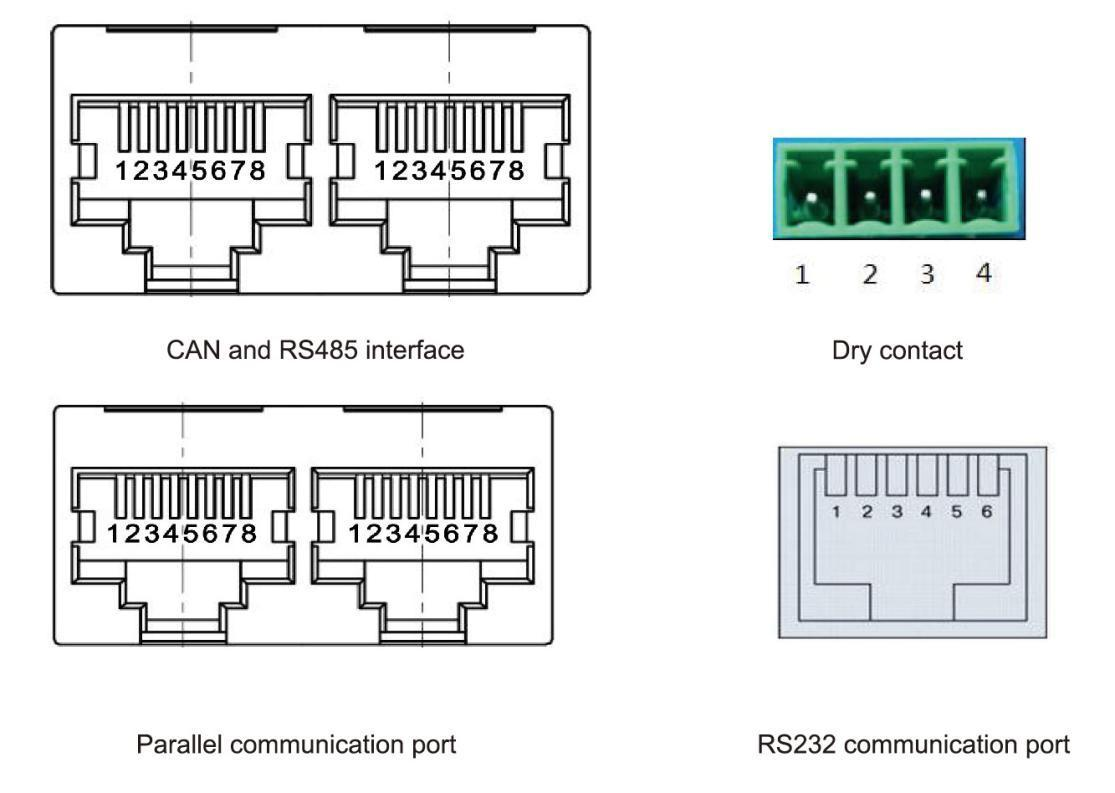 12345678 12345678
1 2 3 4
CAN and RS485 interface
Dry contact
12345678 12345678
1 2 3 4 5 6
Parallel communication port
RS232 communication port